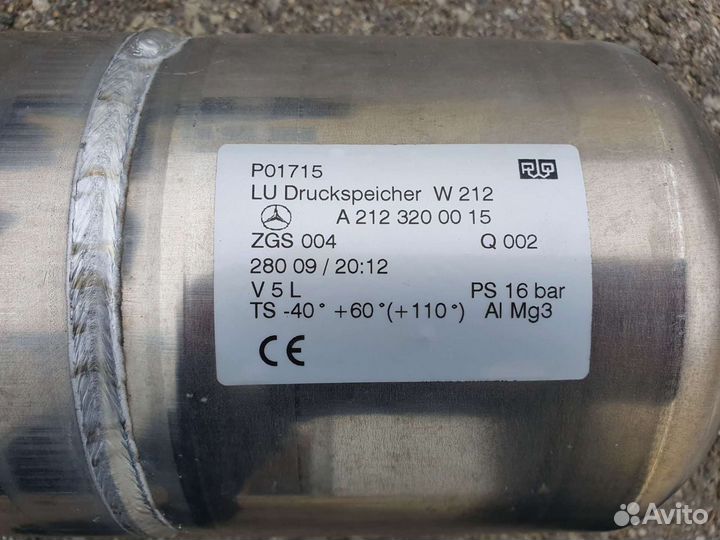 P01715
LU Druckspeicher W 212
A 212 320 00 15
ZGS 004 Q 002
280 09 / 20:12
V 5 L PS 16 bar
TS -40° +60°(+110°) Al Mg3
CE
Avito